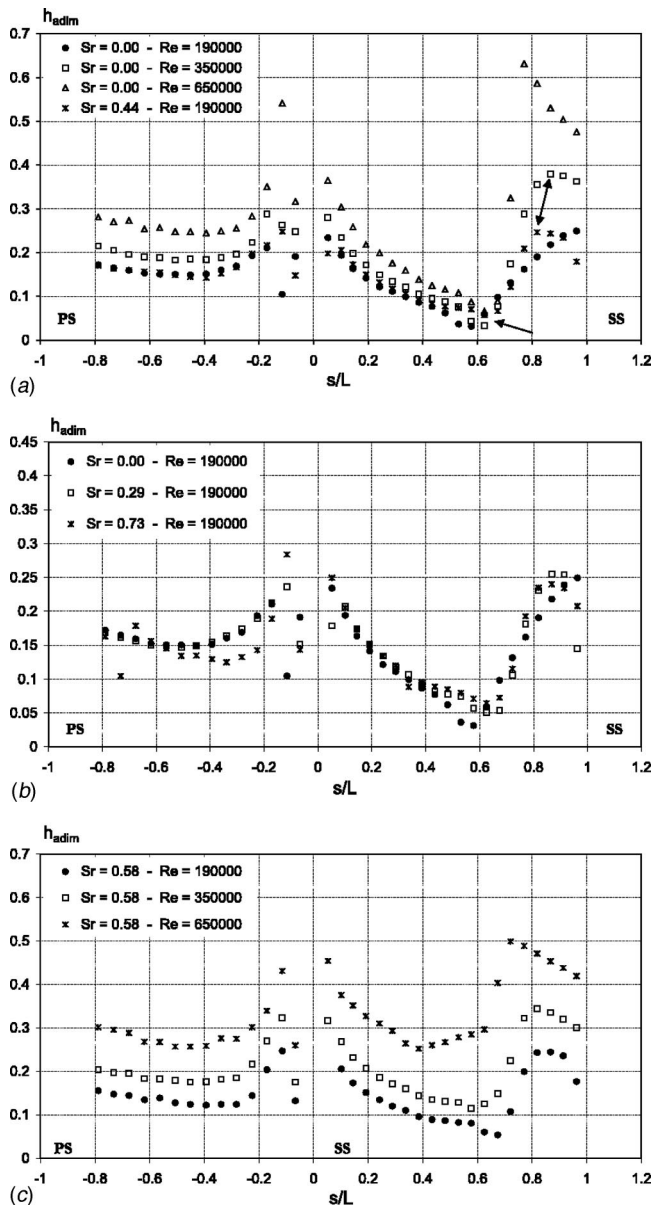 h_adim
(a)
0.7
0.6
0.5
0.4
0.3
0.2
0.1
0
Sr = 0.00 - Re = 190000
Sr = 0.00 - Re = 350000
Sr = 0.00 - Re = 650000
Sr = 0.44 - Re = 190000
PS
SS
-1 -0.8 -0.6 -0.4 -0.2 0 0.2 0.4 0.6 0.8 1 1.2
s/L
h_adim
(b)
0.45
0.4
0.35
0.3
0.25
0.2
0.15
0.1
0.05
0
Sr = 0.00 - Re = 190000
Sr = 0.29 - Re = 190000
Sr = 0.73 - Re = 190000
PS
SS
-1 -0.8 -0.6 -0.4 -0.2 0 0.2 0.4 0.6 0.8 1 1.2
s/L
h_adim
(c)
0.7
0.6
0.5
0.4
0.3
0.2
0.1
0
Sr = 0.58 - Re = 190000
Sr = 0.58 - Re = 350000
Sr = 0.58 - Re = 650000
PS
SS
-1 -0.8 -0.6 -0.4 -0.2 0 0.2 0.4 0.6 0.8 1 1.2
s/L